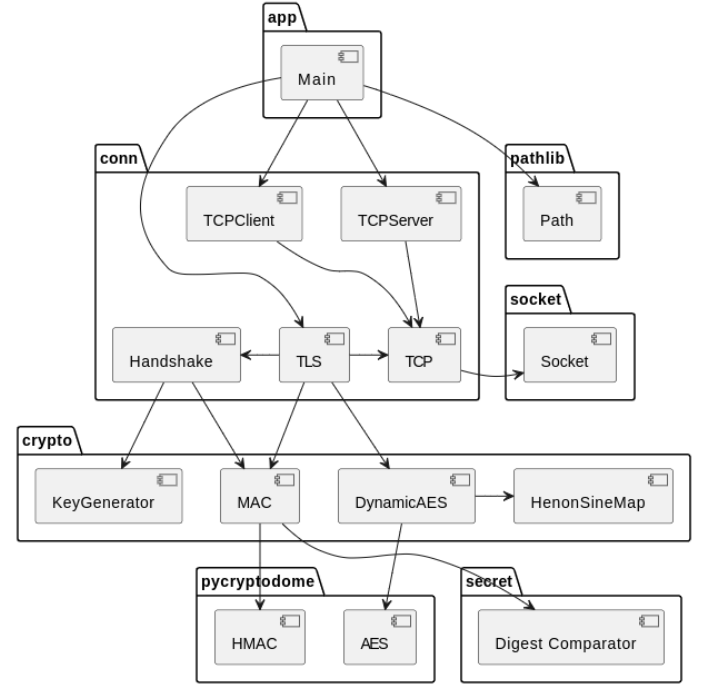 app
Main
conn
pathlib
TCPClient
TCPServer
Path
socket
Handshake
TLS
TCP
Socket
crypto
KeyGenerator
MAC
DynamicAES
HenonSineMap
pycryptodome
secret
HMAC
AES
Digest Comparator